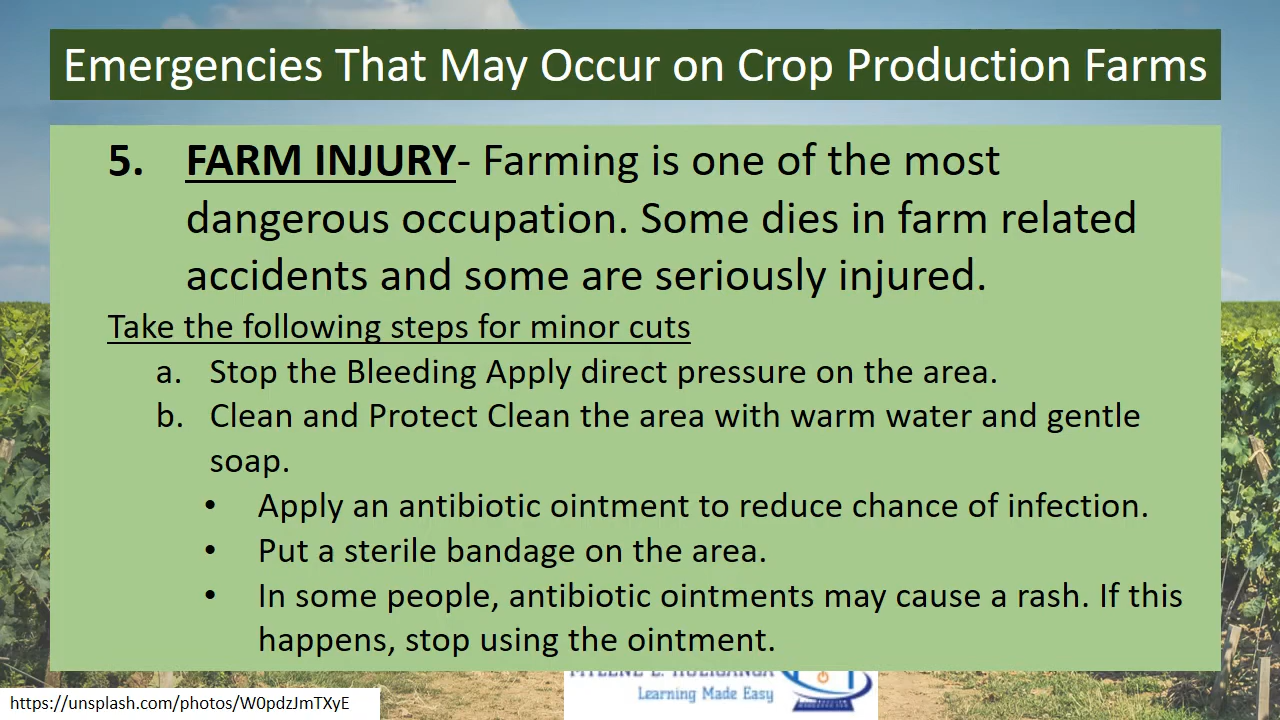 Emergencies That May Occur on Crop Production Farms
5. FARM INJURY- Farming is one of the most
dangerous occupation. Some dies in farm related
accidents and some are seriously injured.
Take the following steps for minor cuts
a. Stop the Bleeding Apply direct pressure on the area.
b. Clean and Protect Clean the area with warm water and gentle
soap.
• Apply an antibiotic ointment to reduce chance of infection.
• Put a sterile bandage on the area.
• In some people, antibiotic ointments may cause a rash. If this
happens, stop using the ointment.
Learning Made Easy
https://unsplash.com/photos/W0pdzJmTXyE